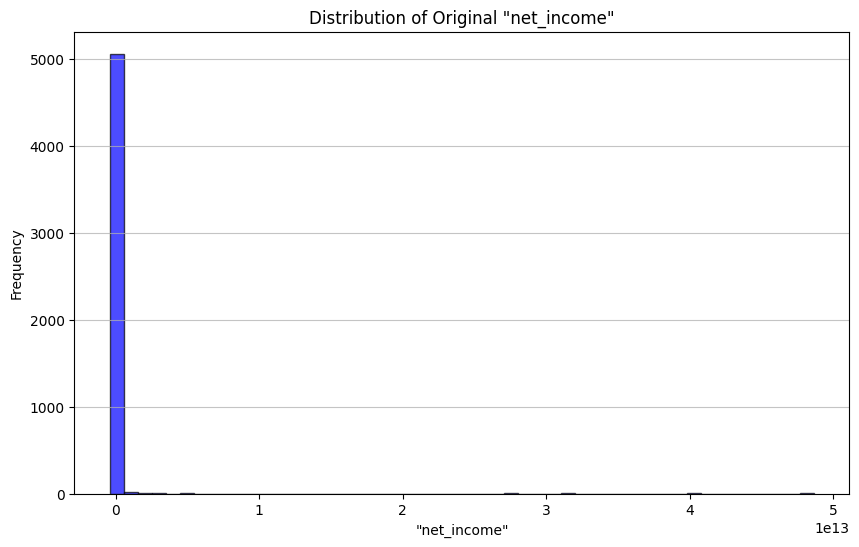 Distribution of Original "net_income"
Frequency
5000
4000
3000
2000
1000
0
0 1 2 3 4 5
1e13
"net_income"